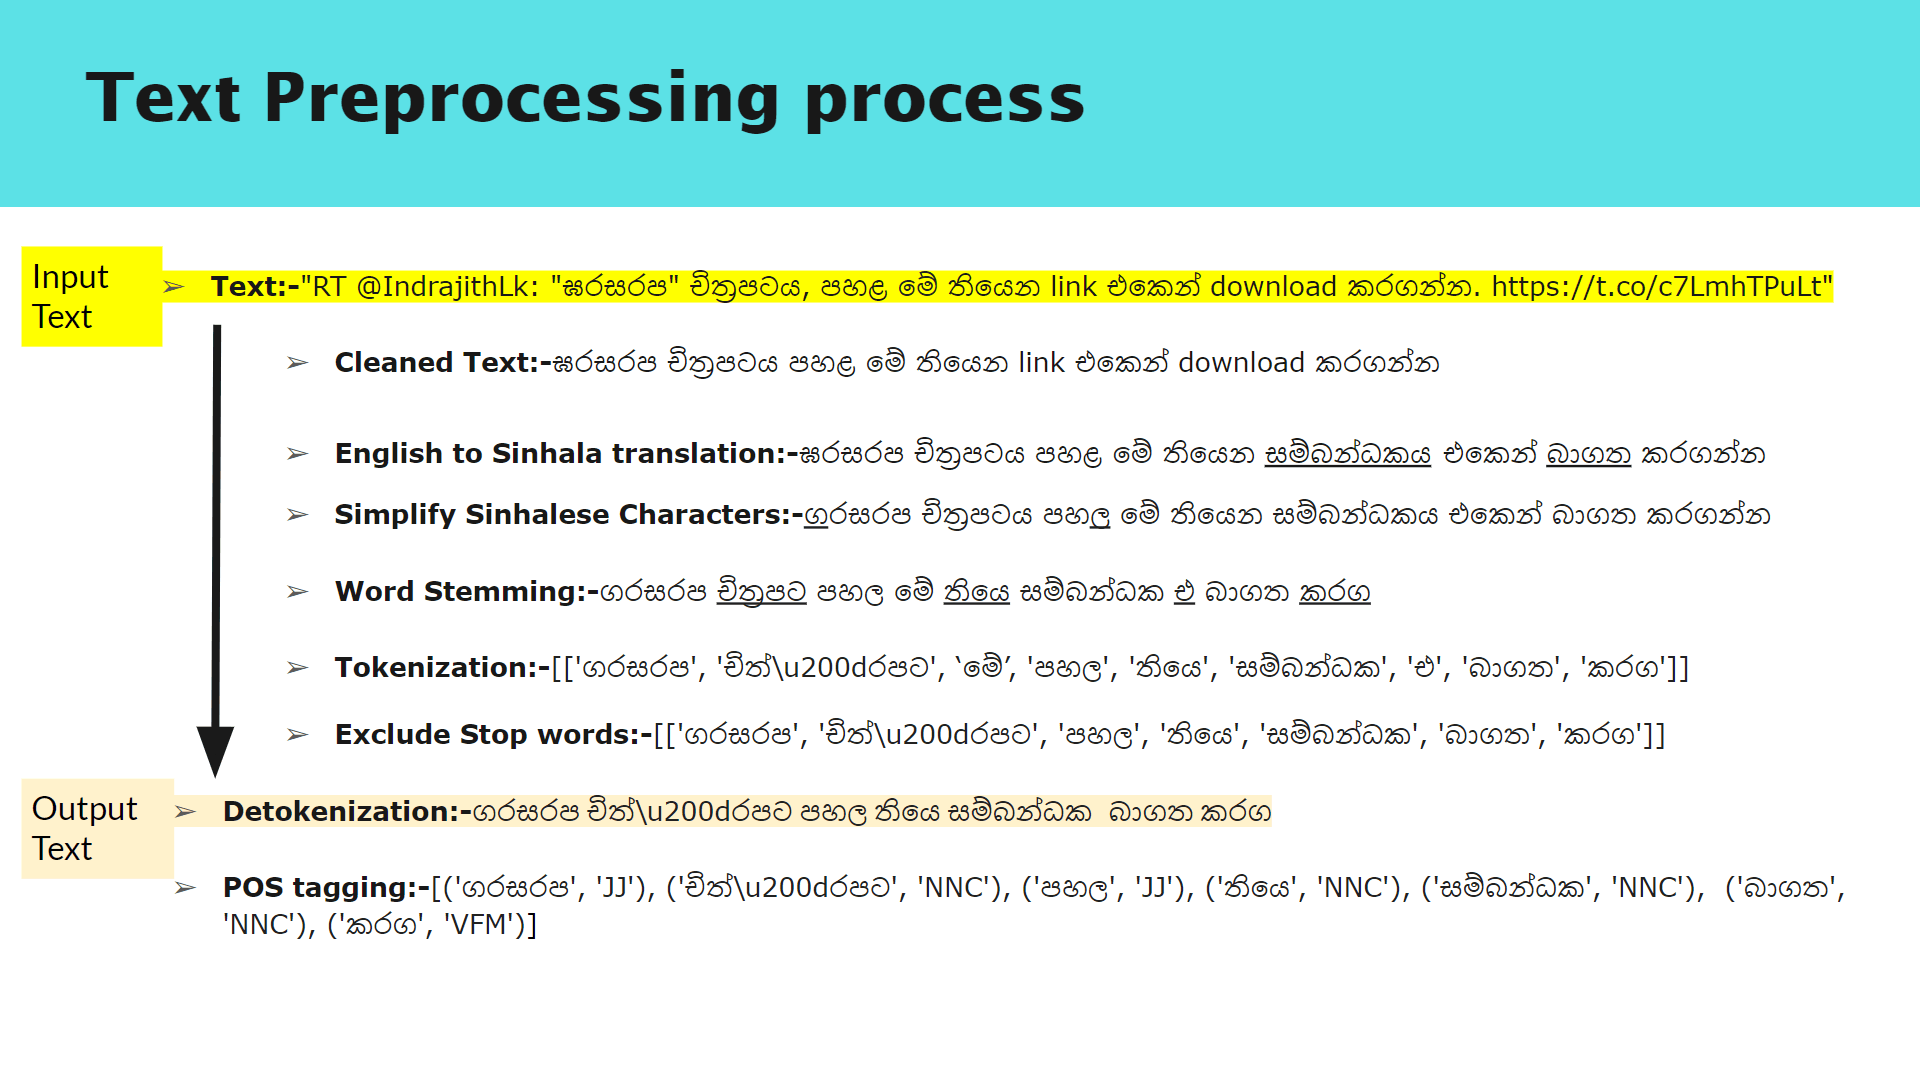 Text Preprocessing process
Input
Text
➢ Text:-"RT @IndrajithLk: "ඝරසරප" චිත්‍රපටය, පහළ මේ තියෙන link එකෙන් download කරගන්න. https://t.co/c7LmhTPuLt"
➢ Cleaned Text:-ඝරසරප චිත්‍රපටය පහළ මේ තියෙන link එකෙන් download කරගන්න
➢ English to Sinhala translation:-ඝරසරප චිත්‍රපටය පහළ මේ තියෙන සම්බන්ධකය එකෙන් බාගත කරගන්න
➢ Simplify Sinhalese Characters:-ගරසරප චිත්‍රපටය පහල මේ තියෙන සම්බන්ධකය එකෙන් බාගත කරගන්න
➢ Word Stemming:-ගරසරප චිත්‍රපට පහල මේ තියෙ සම්බන්ධක එ බාගත කරග
➢ Tokenization:-[['ගරසරප', 'චිත්\u200dරපට', ‘මේ’, 'පහල', 'තියෙ', 'සම්බන්ධක', 'එ', 'බාගත', 'කරග']]
➢ Exclude Stop words:-[['ගරසරප', 'චිත්\u200dරපට', 'පහල', 'තියෙ', 'සම්බන්ධක', 'බාගත', 'කරග']]
Output
Text
➢ Detokenization:-ගරසරප චිත්\u200dරපට පහල තියෙ සම්බන්ධක  බාගත කරග
➢ POS tagging:-[('ගරසරප', 'JJ'), ('චිත්\u200dරපට', 'NNC'), ('පහල', 'JJ'), ('තියෙ', 'NNC'), ('සම්බන්ධක', 'NNC'),  ('බාගත',
'NNC'), ('කරග', 'VFM')]